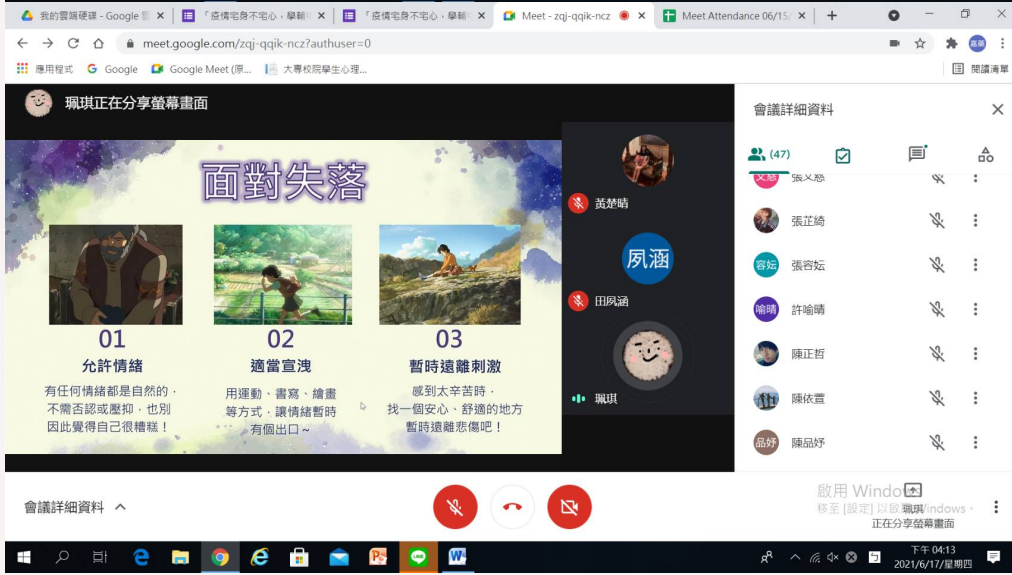 我的雲端硬碟 - Google 雲
「疫情宅身不宅心，學輔
「疫情宅身不宅心，學輔
Meet - zqj-qqik-ncz
Meet Attendance 06/15/
meet.google.com/zqj-qqik-ncz?authuser=0
嘉藥
應用程式
Google
Google Meet (原...
大專校院學生心理...
閱讀清單
珮琪正在分享螢幕畫面
面對失落
01
允許情緒
有任何情緒都是自然的，
不需否認或壓抑，也別
因此覺得自己很糟糕！
02
適當宣洩
用運動、書寫、繪畫
等方式，讓情緒暫時
有個出口～
03
暫時遠離刺激
感到太辛苦時，
找一個安心、舒適的地方
暫時遠離悲傷吧！
黃楚晴
夙涵
田夙涵
珮琪
會議詳細資料
(47)
張芷綺
容妘
張容妘
喻晴
許喻晴
陳正哲
陳依萱
品妤
陳品妤
會議詳細資料
啟用 Windows
珮琪
正在分享螢幕畫面
下午 04:13
2021/6/17/星期四